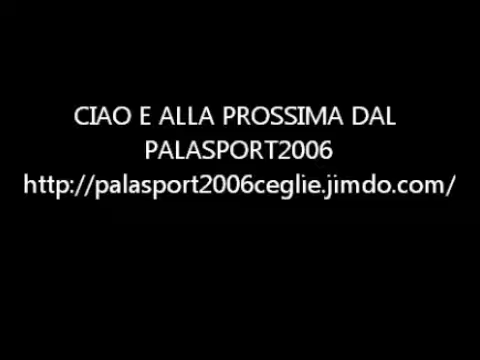 CIAO E ALLA PROSSIMA DAL
PALASPORT2006
http://palasport2006ceglie.jimdo.com/